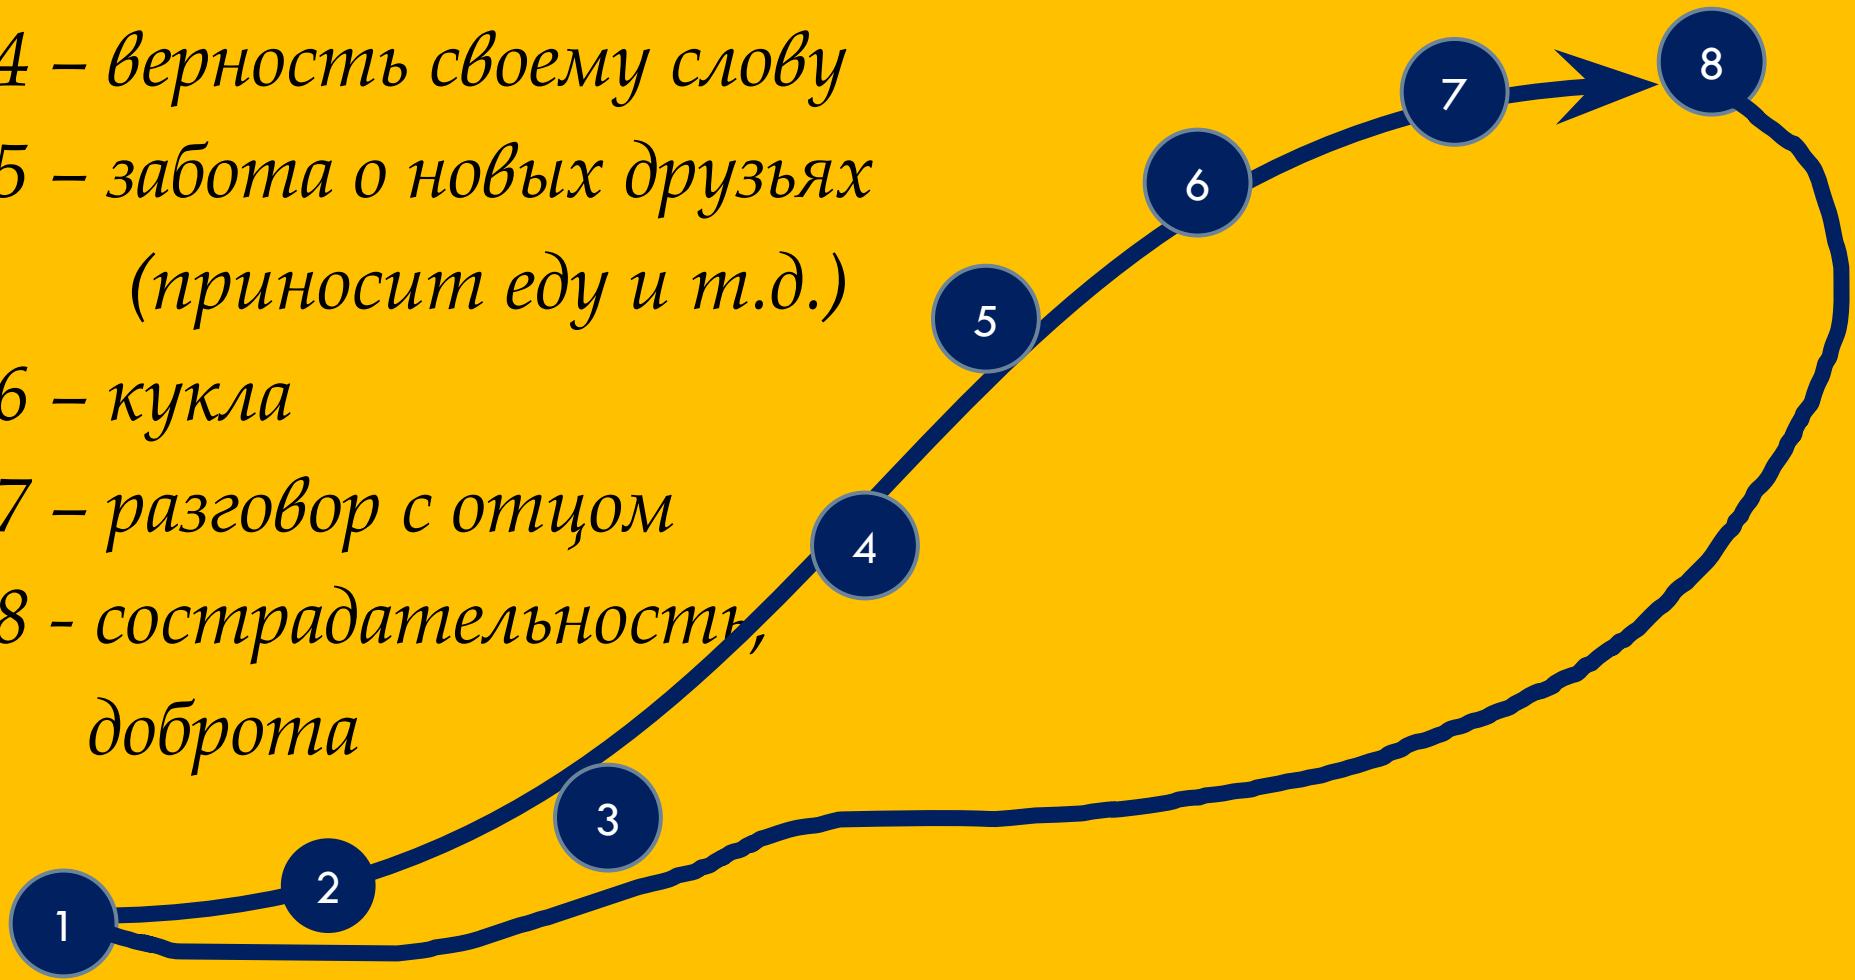 4 – верность своему слову
5 – забота о новых друзьях
(приносит еду и т.д.)
6 – кукла
7 – разговор с отцом
8 - сострадательность,
доброта
8
7
6
5
4
3
2
1